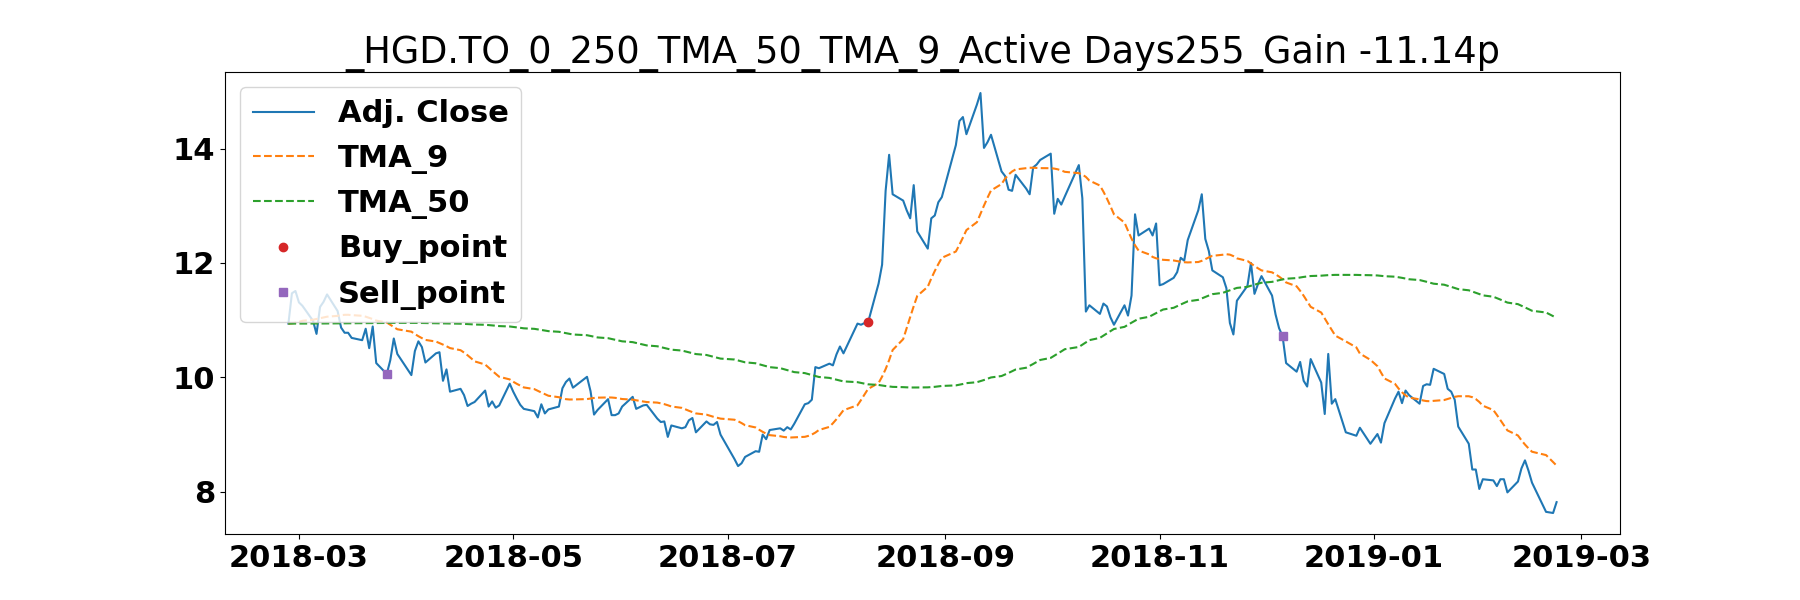 _HGD.TO_0_250_TMA_50_TMA_9_Active Days255_Gain -11.14p
Adj. Close
TMA_9
TMA_50
Buy_point
Sell_point
14
12
10
8
2018-03 2018-05 2018-07 2018-09 2018-11 2019-01 2019-03